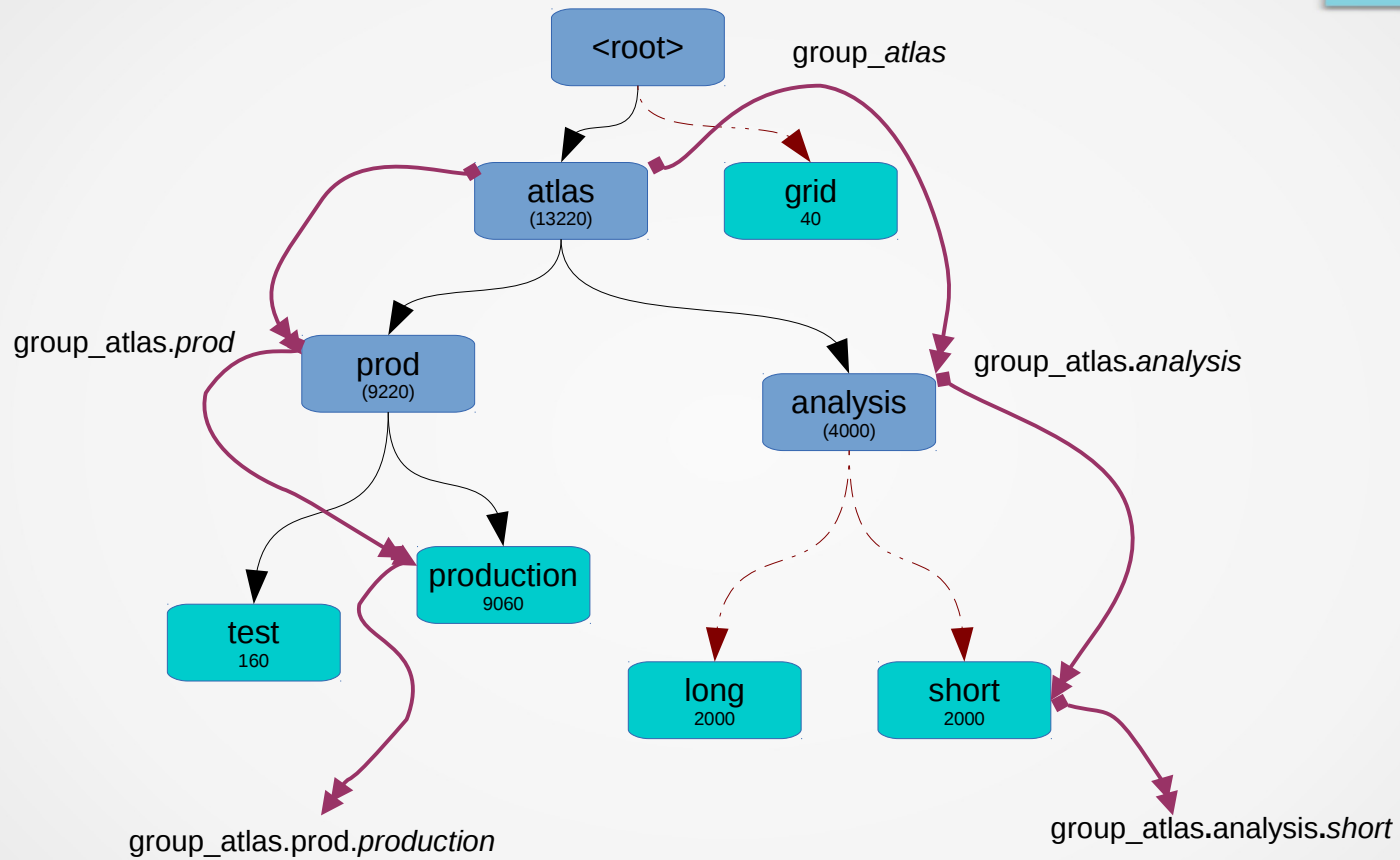 <root>
group_atlas
atlas
(13220)
grid
40
group_atlas.prod
prod
(9220)
group_atlas.analysis
analysis
(4000)
production
9060
test
160
long
2000
short
2000
group_atlas.prod.production
group_atlas.analysis.short